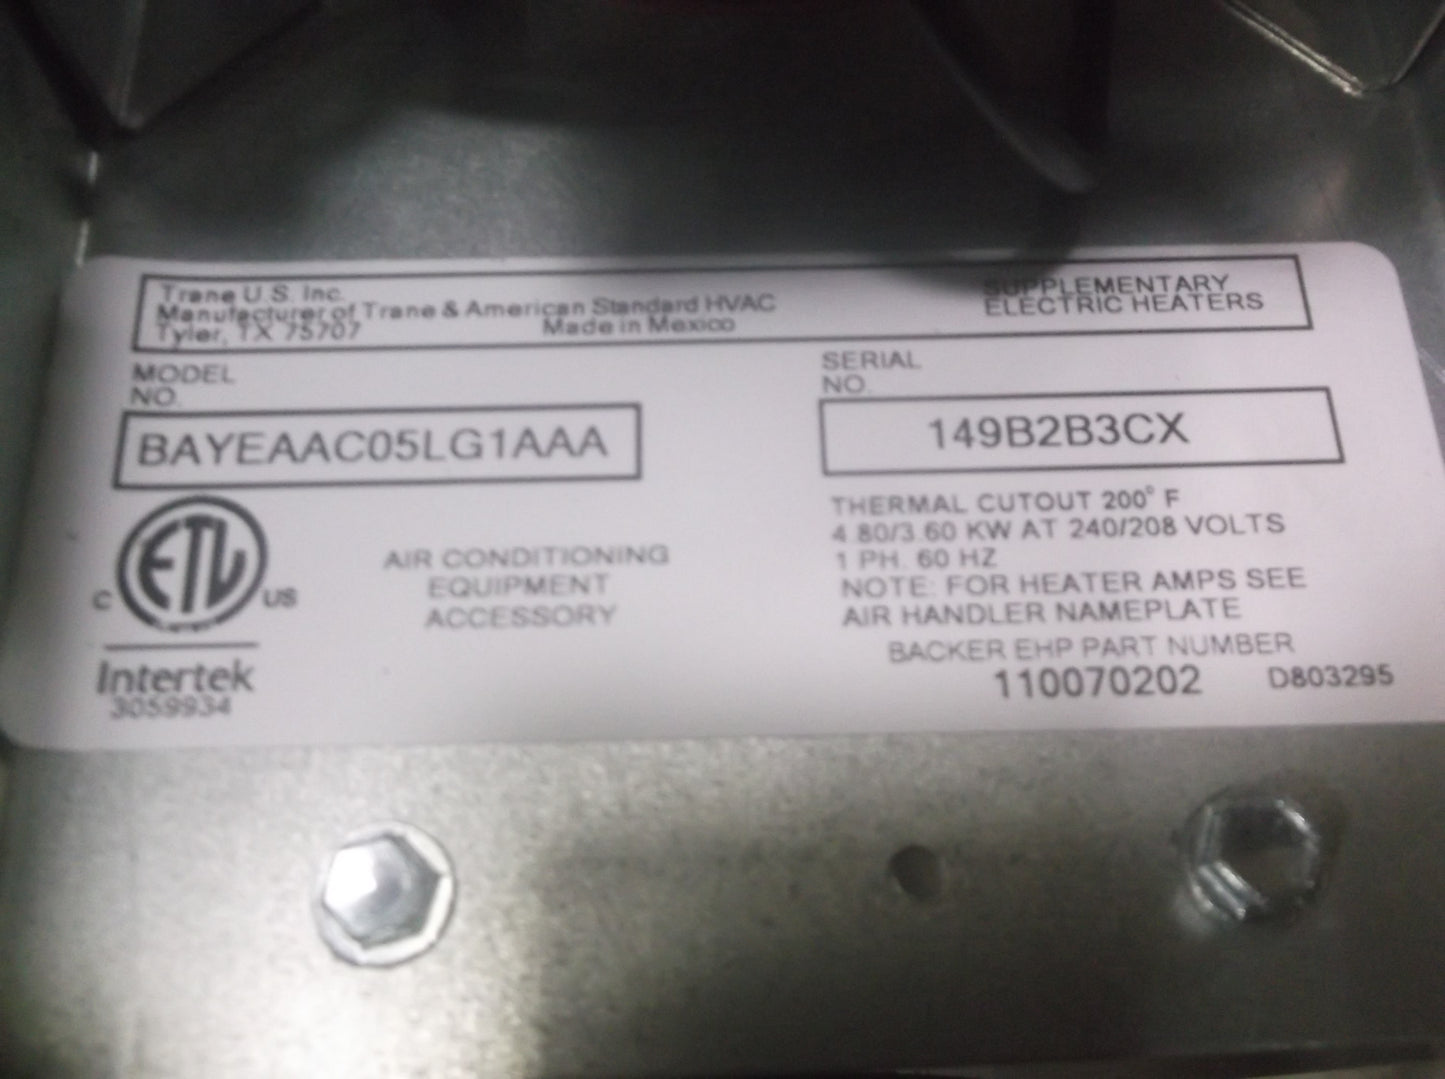 Trane U.S. Inc.
Manufacturer of Trane & American Standard HVAC
Tyler, TX 75707 Made in Mexico
SUPPLEMENTARY
ELECTRIC HEATERS
MODEL
NO.
BAYEAAC05LG1AAA
SERIAL
NO.
149B2B3CX
C ETL US
Intertek
3059934
AIR CONDITIONING
EQUIPMENT
ACCESSORY
THERMAL CUTOUT 200° F
4.80/3.60 KW AT 240/208 VOLTS
1 PH. 60 HZ
NOTE: FOR HEATER AMPS SEE
AIR HANDLER NAMEPLATE
BACKER EHP PART NUMBER
110070202 D803295